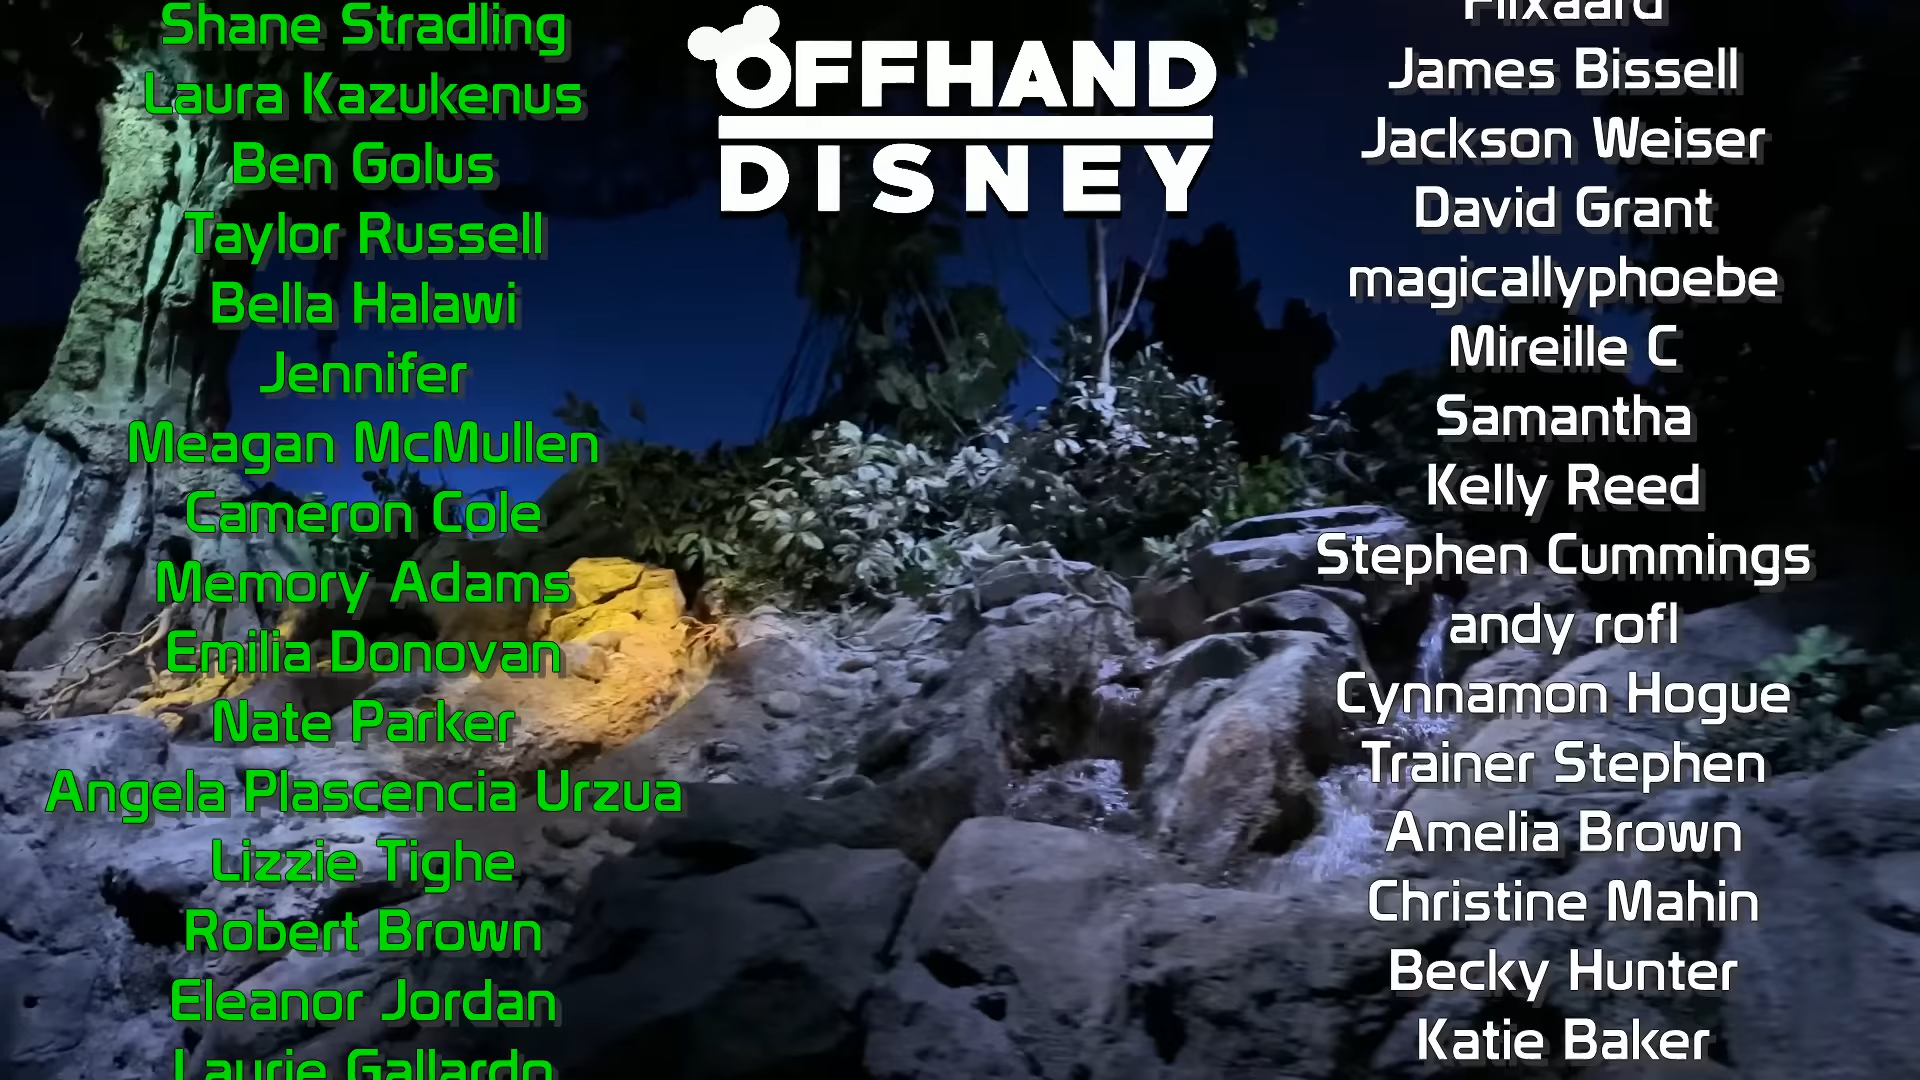 OFFHAND
DISNEY
Shane Stradling
Laura Kazukenus
Ben Golus
Taylor Russell
Bella Halawi
Jennifer
Meagan McMullen
Cameron Cole
Memory Adams
Emilia Donovan
Nate Parker
Angela Plascencia Urzua
Lizzie Tighe
Robert Brown
Eleanor Jordan
Laurie Gallardo
James Bissell
Jackson Weiser
David Grant
magicallyphoebe
Mireille C
Samantha
Kelly Reed
Stephen Cummings
andy rofl
Cynnamon Hogue
Trainer Stephen
Amelia Brown
Christine Mahin
Becky Hunter
Katie Baker